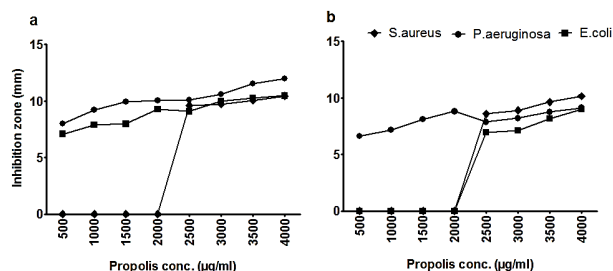 a
b
S.aureus P.aeruginosa E.coli
Inhibition zone (mm)
15
10
5
0
500 1000 1500 2000 2500 3000 3500 4000
Propolis conc. (µg/ml)
15
10
5
0
500 1000 1500 2000 2500 3000 3500 4000
Propolis conc. (µg/ml)